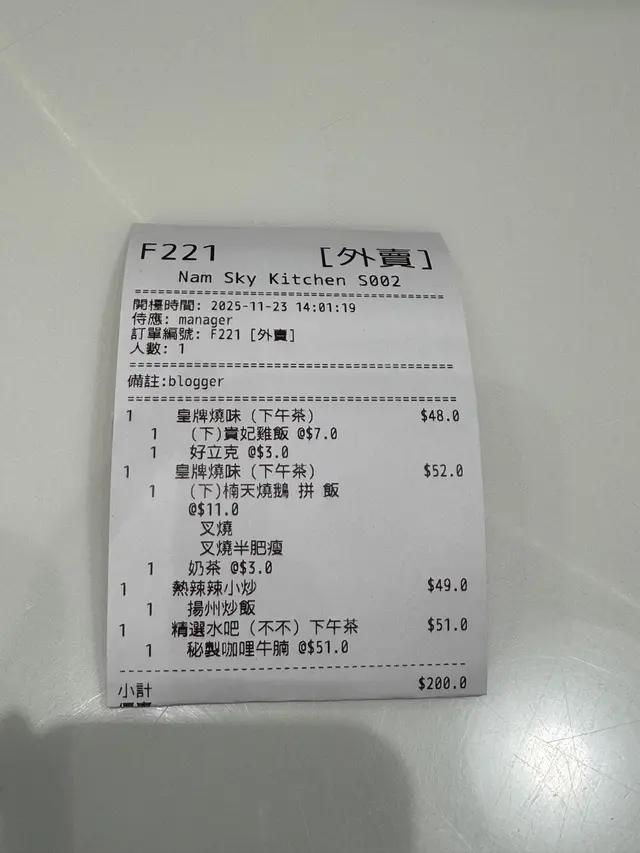 F221 [外賣]
Nam Sky Kitchen S002
開檯時間: 2025-11-23 14:01:19
侍應: manager
訂單編號: F221 [外賣]
人數: 1
備註:blogger
1 皇牌燒味 (下午茶) $48.0
1 (下)貴妃雞飯 @$7.0
1 好立克 @$3.0
1 皇牌燒味 (下午茶) $52.0
1 (下)楠天燒鵝 拼 飯
@$11.0
叉燒
叉燒半肥瘦
1 奶茶 @$3.0
1 熱辣辣小炒 $49.0
1 揚州炒飯
1 精選水吧 (不不) 下午茶 $51.0
1 秘製咖哩牛腩 @$51.0
小計 $200.0